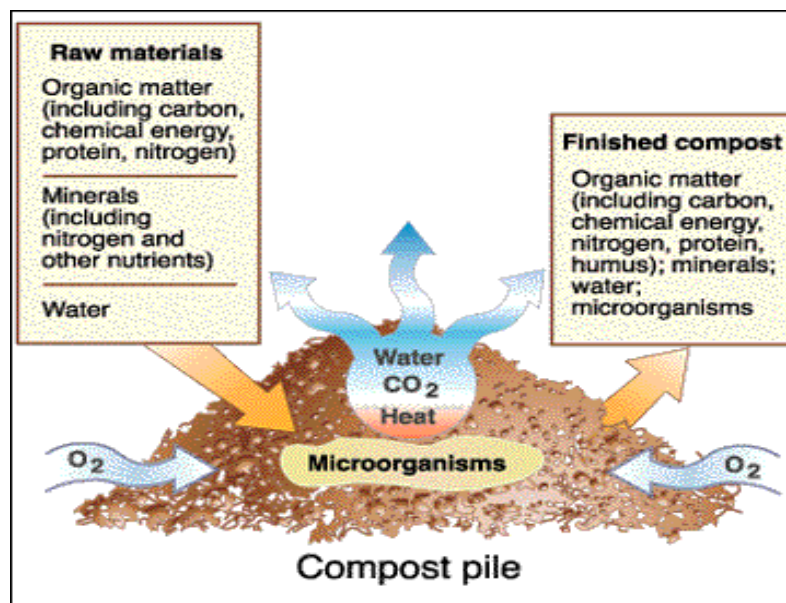 Raw materials
Organic matter
(including carbon,
chemical energy,
protein, nitrogen)
Minerals
(including
nitrogen and
other nutrients)
Water
Finished compost
Organic matter
(including carbon,
chemical energy,
nitrogen, protein,
humus); minerals;
water;
microorganisms
Water
CO₂
Heat
O₂
Microorganisms
O₂
Compost pile